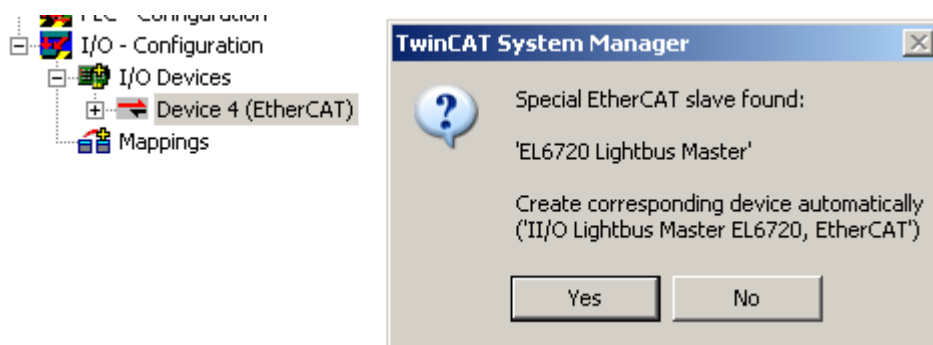 I/O - Configuration
I/O Devices
Device 4 (EtherCAT)
Mappings
TwinCAT System Manager
Special EtherCAT slave found:
'EL6720 Lightbus Master'
Create corresponding device automatically
('II/O Lightbus Master EL6720, EtherCAT')
Yes
No